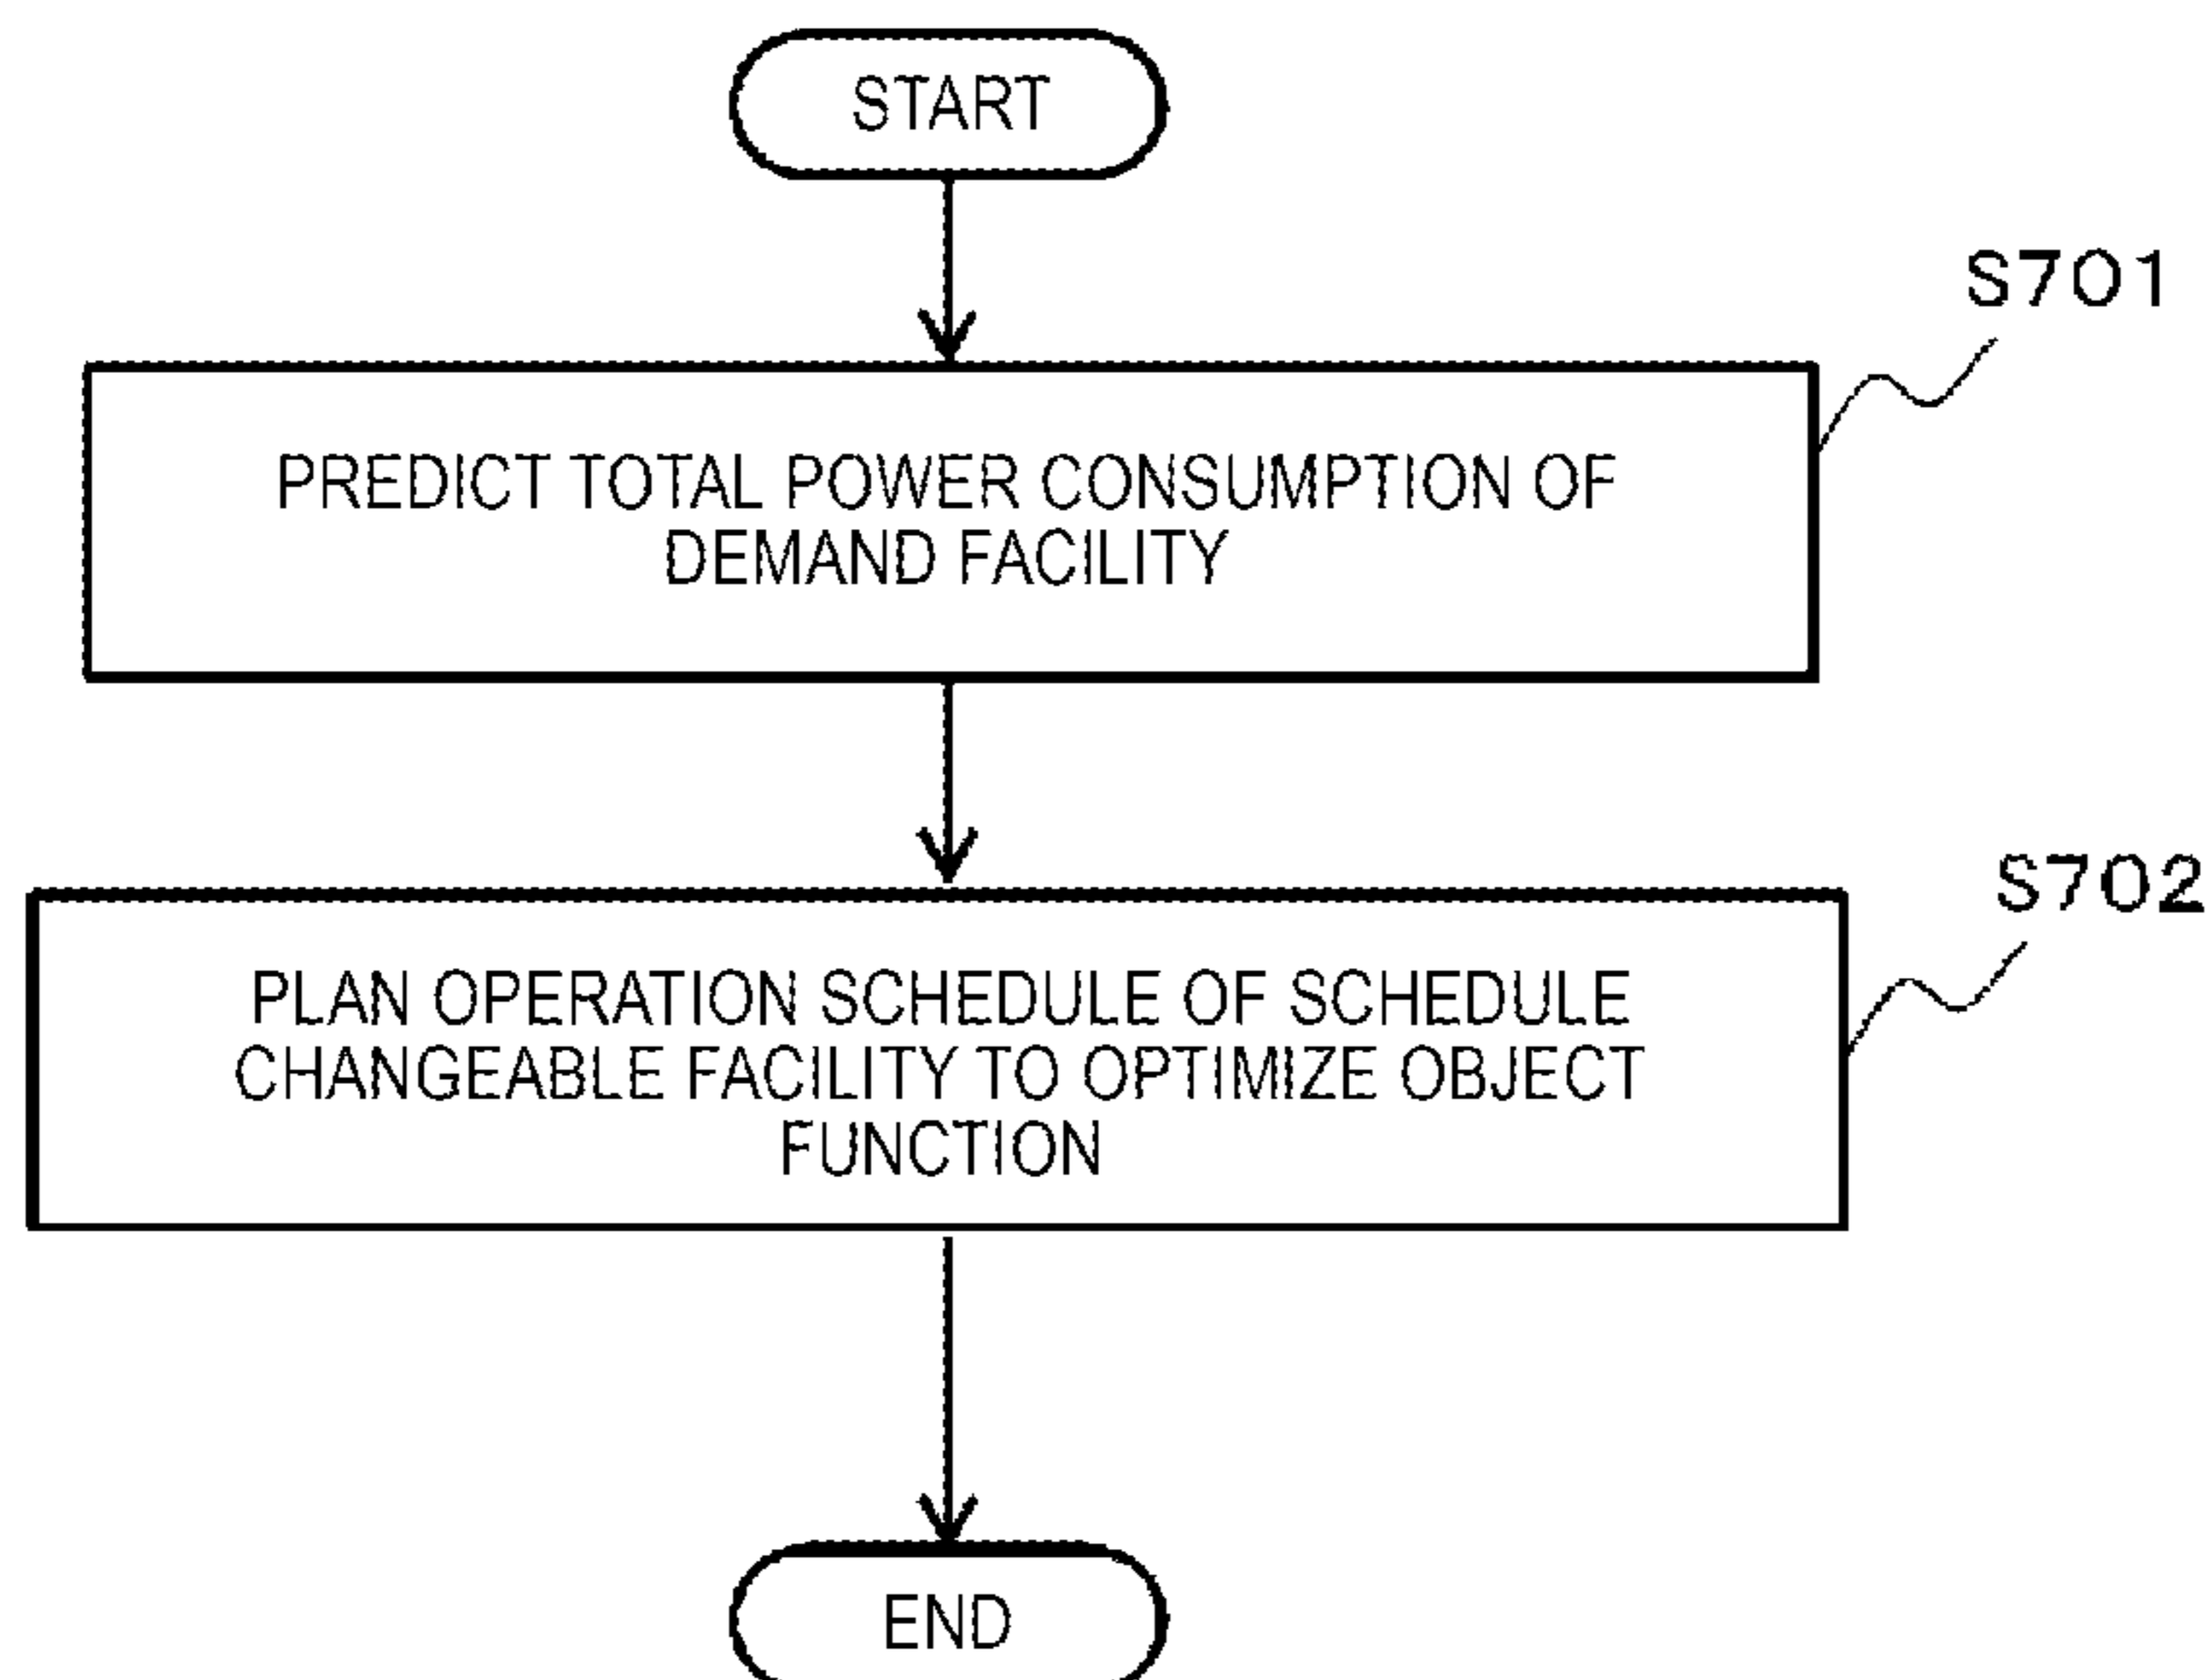 START
S701
PREDICT TOTAL POWER CONSUMPTION OF
DEMAND FACILITY
S702
PLAN OPERATION SCHEDULE OF SCHEDULE
CHANGEABLE FACILITY TO OPTIMIZE OBJECT
FUNCTION
END